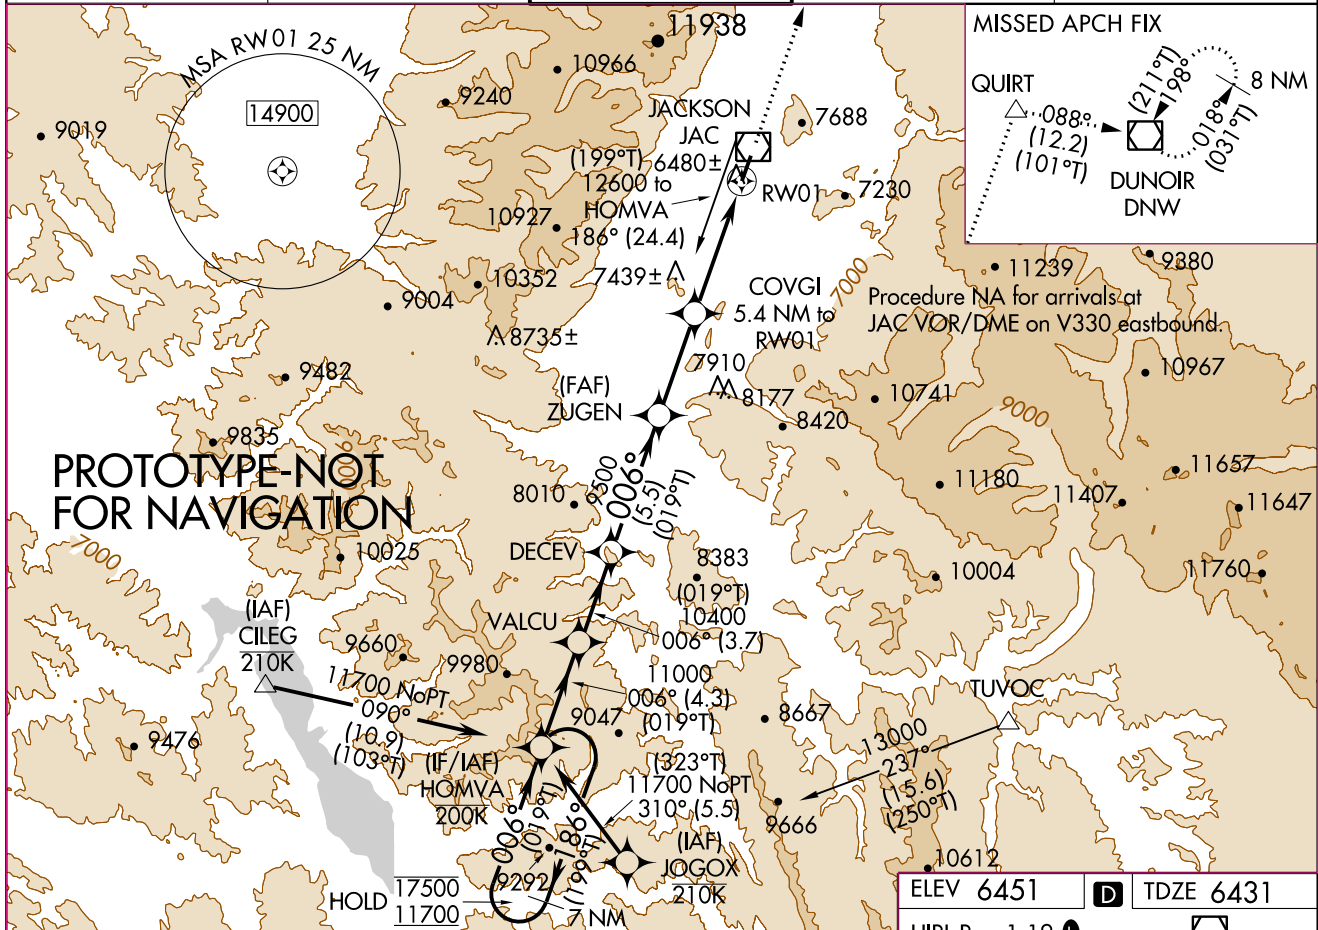 MSA RW01 25 NM
14900
11938
10966
9240
9019
JACKSON
JAC
7688
(199°T) 6480±
12600 to
HOMVA
186° (24.4)
RW01
7230
10927
MISSED APCH FIX
QUIRT
088°
(12.2)
(101°T)
(211°T)
198°
8 NM
018°
(031°T)
DUNOIR
DNW
10352
7439±
9004
8735±
COVGI
5.4 NM to
RW01
7000
11239
9380
Procedure NA for arrivals at
JAC VOR/DME on V330 eastbound.
9482
(FAF)
ZUGEN
7910
8177
8420
10741
10967
9000
9835
9000
PROTOTYPE-NOT
FOR NAVIGATION
8010
9500
006°
(5.5)
(019°T)
11180
11407
11657
11647
7000
10025
DECEV
8383
(019°T)
10400
006° (3.7)
10004
11760
(IAF)
CILEG
210K
VALCU
9660
9980
11700 NoPT
090°
(10.9)
(103°T)
11000
006° (4.3)
(019°T)
9047
8667
TUVOC
13000
237°
(15.6)
(250°T)
9476
(IF/IAF)
HOMVA
200K
(323°T)
11700 NoPT
310° (5.5)
9666
006°
(019°T)
186°
(199°T)
9292
(IAF)
JOGOX
210K
10612
HOLD
17500
11700
7 NM
ELEV 6451
D
TDZE 6431